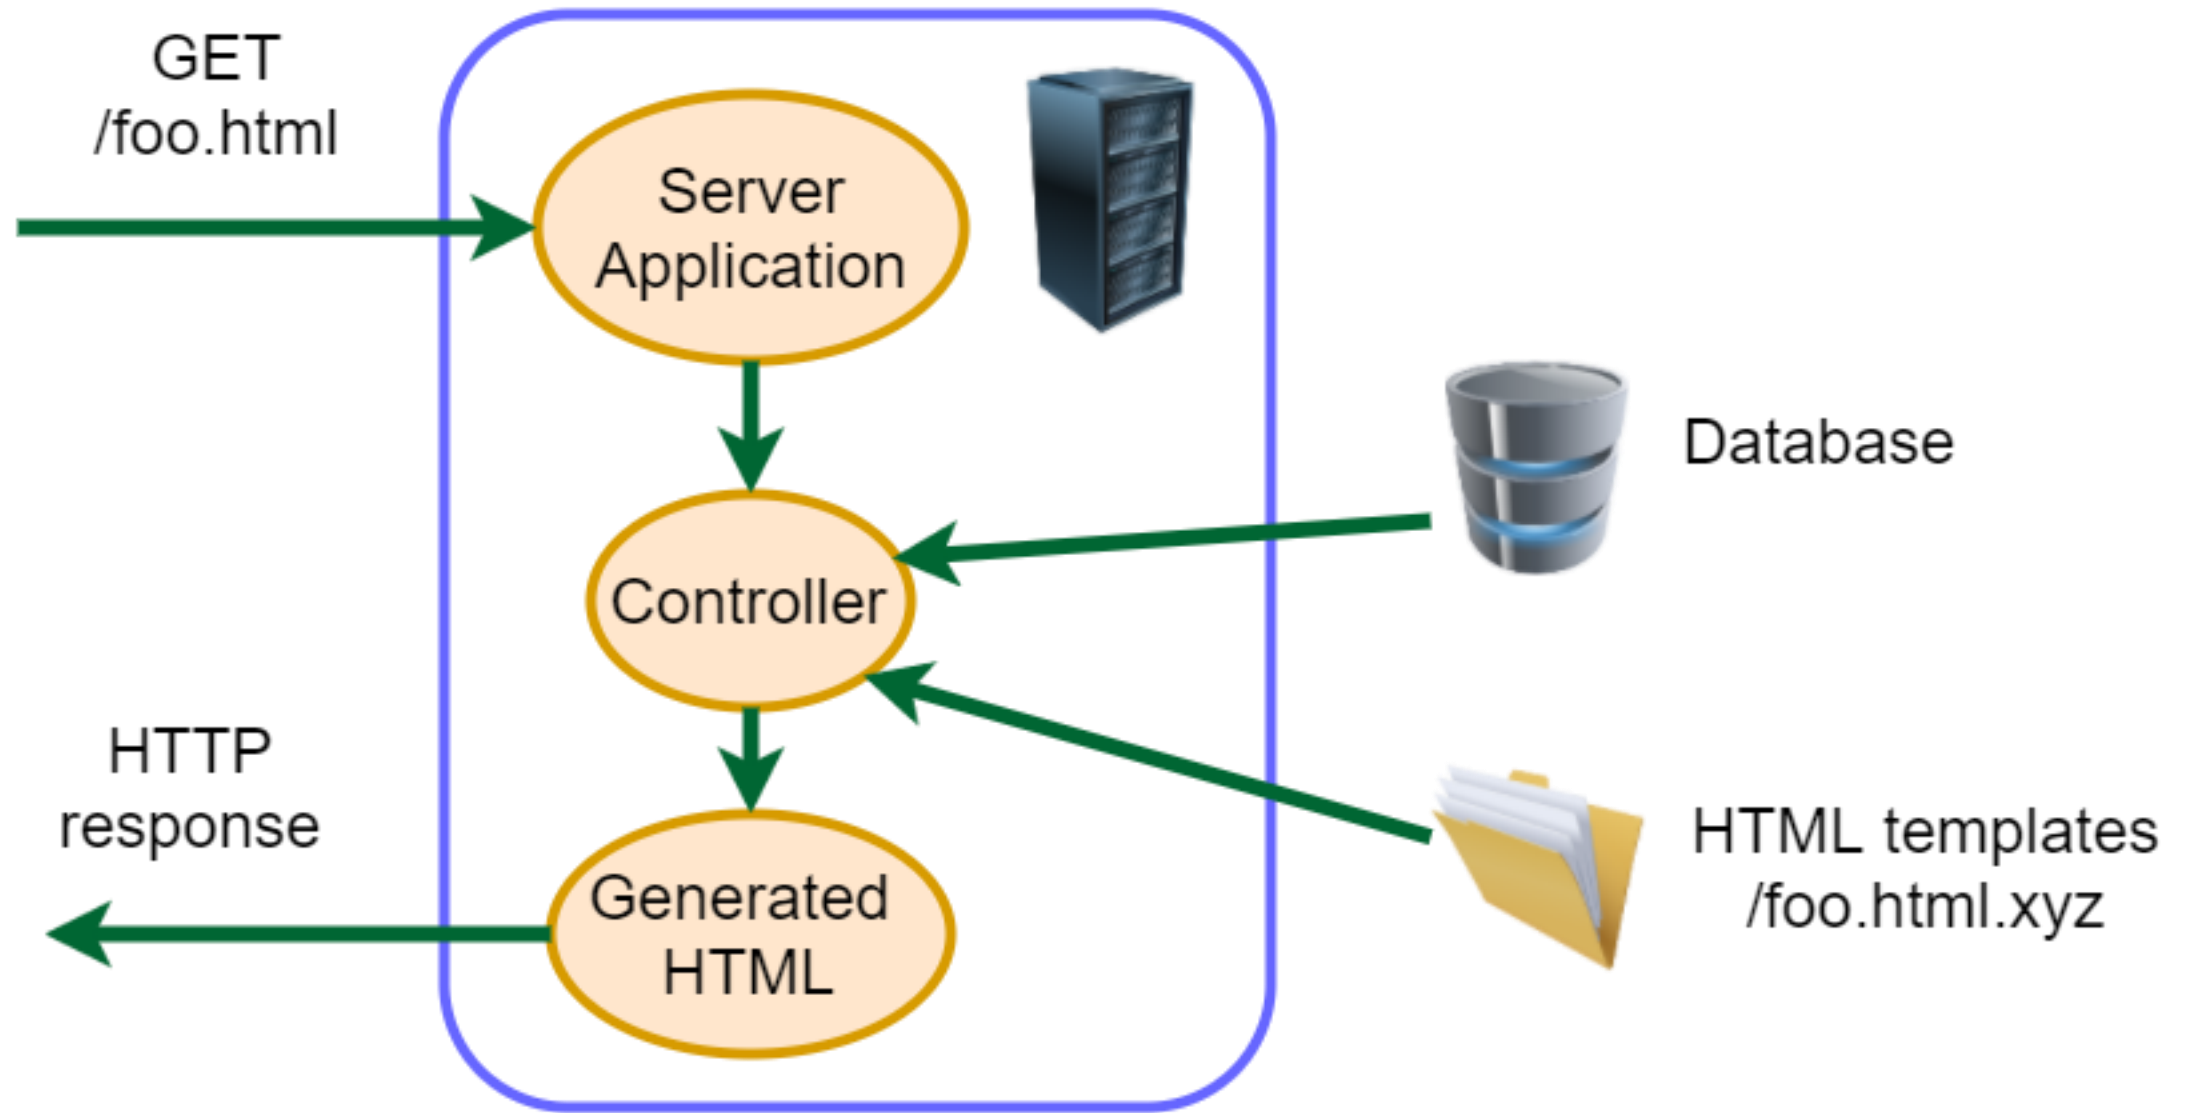 GET
/foo.html
Server
Application
Database
Controller
HTTP
response
HTML templates
/foo.html.xyz
Generated
HTML